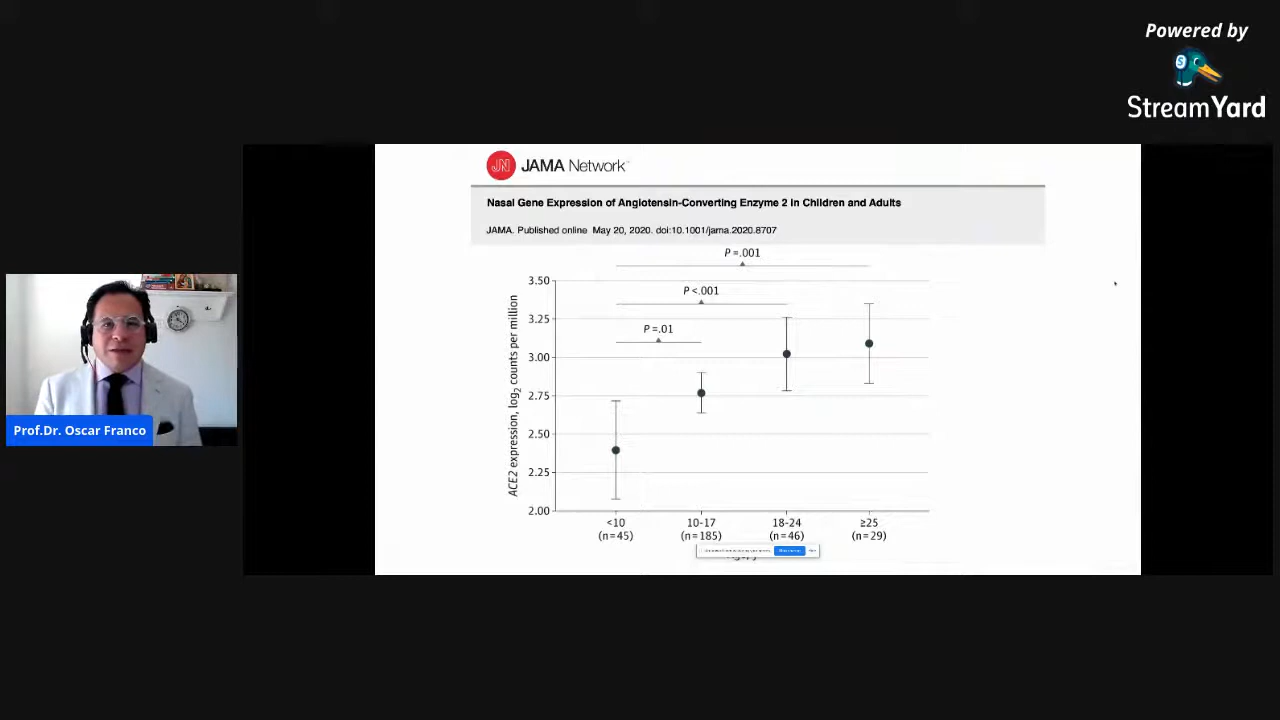 Powered by
StreamYard
JN JAMA Network
Nasal Gene Expression of Angiotensin-Converting Enzyme 2 in Children and Adults
JAMA. Published online May 20, 2020. doi:10.1001/jama.2020.8707
P =.001
P <.001
P =.01
ACE2 expression, log2 counts per million
3.50
3.25
3.00
2.75
2.50
2.25
2.00
<10 10-17 18-24 ≥25
(n=45) (n=185) (n=46) (n=29)
Prof.Dr. Oscar Franco